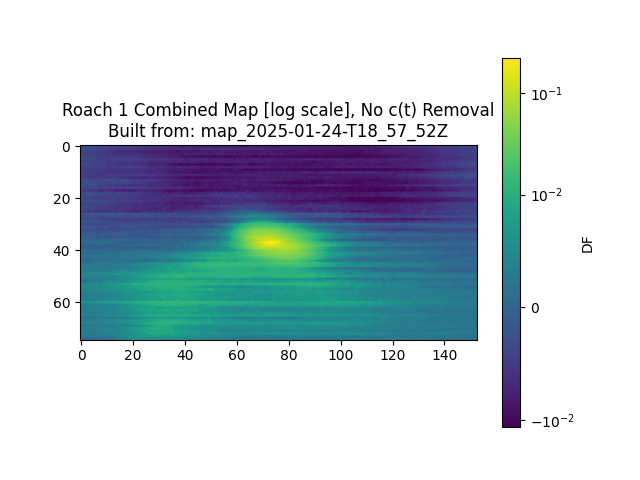 Roach 1 Combined Map [log scale], No c(t) Removal
Built from: map_2025-01-24-T18_57_52Z
0
20
40
60
0 20 40 60 80 100 120 140
10⁻¹
10⁻²
0
−10⁻²
DF